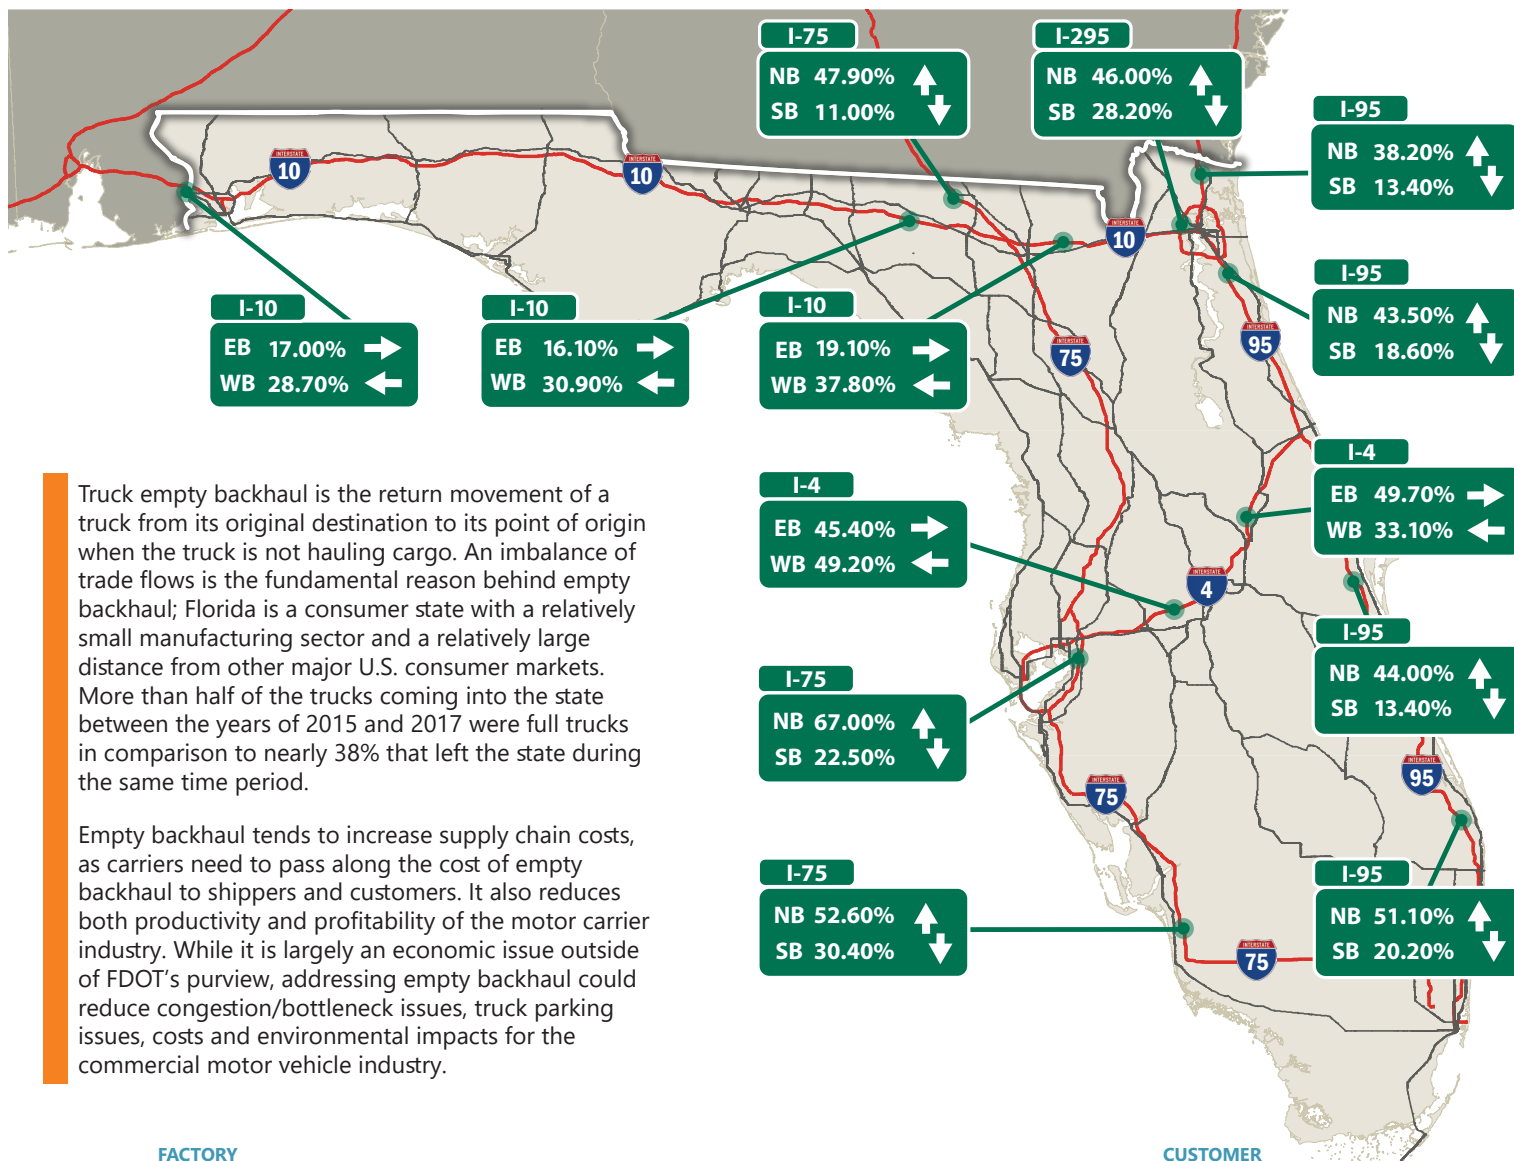 I-75
NB 47.90%
SB 11.00%
I-295
NB 46.00%
SB 28.20%
I-95
NB 38.20%
SB 13.40%
INTERSTATE
10
INTERSTATE
10
INTERSTATE
10
I-10
EB 17.00%
WB 28.70%
I-10
EB 16.10%
WB 30.90%
I-10
EB 19.10%
WB 37.80%
I-95
NB 43.50%
SB 18.60%
INTERSTATE
75
INTERSTATE
95
I-4
EB 45.40%
WB 49.20%
I-4
EB 49.70%
WB 33.10%
INTERSTATE
4
I-75
NB 67.00%
SB 22.50%
I-95
NB 44.00%
SB 13.40%
INTERSTATE
75
INTERSTATE
95
I-75
NB 52.60%
SB 30.40%
I-95
NB 51.10%
SB 20.20%
INTERSTATE
75
Truck empty backhaul is the return movement of a
truck from its original destination to its point of origin
when the truck is not hauling cargo. An imbalance of
trade flows is the fundamental reason behind empty
backhaul; Florida is a consumer state with a relatively
small manufacturing sector and a relatively large
distance from other major U.S. consumer markets.
More than half of the trucks coming into the state
between the years of 2015 and 2017 were full trucks
in comparison to nearly 38% that left the state during
the same time period.
Empty backhaul tends to increase supply chain costs,
as carriers need to pass along the cost of empty
backhaul to shippers and customers. It also reduces
both productivity and profitability of the motor carrier
industry. While it is largely an economic issue outside
of FDOT's purview, addressing empty backhaul could
reduce congestion/bottleneck issues, truck parking
issues, costs and environmental impacts for the
commercial motor vehicle industry.
FACTORY
CUSTOMER